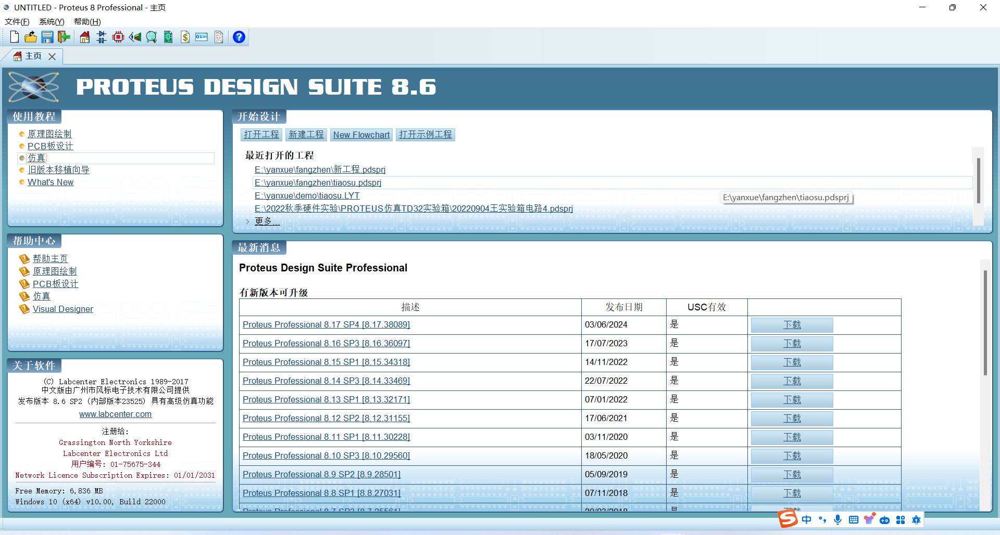 UNTITLED - Proteus 8 Professional - 主页
文件(F) 系统(Y) 帮助(H)
主页
PROTEUS DESIGN SUITE 8.6
使用教程
原理图绘制
PCB板设计
仿真
旧版本移植向导
What's New
帮助中心
帮助主页
原理图绘制
PCB板设计
仿真
Visual Designer
关于软件
(C) Labcenter Electronics 1989-2017
中文版由广州市风标电子技术有限公司提供
发布版本 8.6 SP2 (内部版本23525) 具有高级仿真功能
www.labcenter.com
注册给:
Grassington North Yorkshire
Labcenter Electronics Ltd
用户编号: 01-75675-344
Network Licence Subscription Expires: 01/01/2031
Free Memory: 6,836 MB
Windows 10 (x64) v10.00, Build 22000
开始设计
打开工程 新建工程 New Flowchart 打开示例工程
最近打开的工程
E:\yanxue\fangzhen\新工程.pdsprj
E:\yanxue\fangzhen\tiaosu.pdsprj
E:\yanxue\demo\tiaosu.LYT
E:\yanxue\fangzhen\tiaosu.pdsprj
E:\2022秋季硬件实验\PROTEUS仿真TD32实验箱\20220904王实验箱电路4.pdsprj
更多...
最新消息
Proteus Design Suite Professional
有新版本可升级
描述 发布日期 USC有效
Proteus Professional 8.17 SP4 [8.17.38089] 03/06/2024 是 下载
Proteus Professional 8.16 SP3 [8.16.36097] 17/07/2023 是 下载
Proteus Professional 8.15 SP1 [8.15.34318] 14/11/2022 是 下载
Proteus Professional 8.14 SP3 [8.14.33469] 22/07/2022 是 下载
Proteus Professional 8.13 SP1 [8.13.32171] 07/01/2022 是 下载
Proteus Professional 8.12 SP2 [8.12.31155] 17/06/2021 是 下载
Proteus Professional 8.11 SP1 [8.11.30228] 03/11/2020 是 下载
Proteus Professional 8.10 SP3 [8.10.29560] 18/05/2020 是 下载
Proteus Professional 8.9 SP2 [8.9.28501] 05/09/2019 是 下载
Proteus Professional 8.8 SP1 [8.8.27031] 07/11/2018 是 下载
中